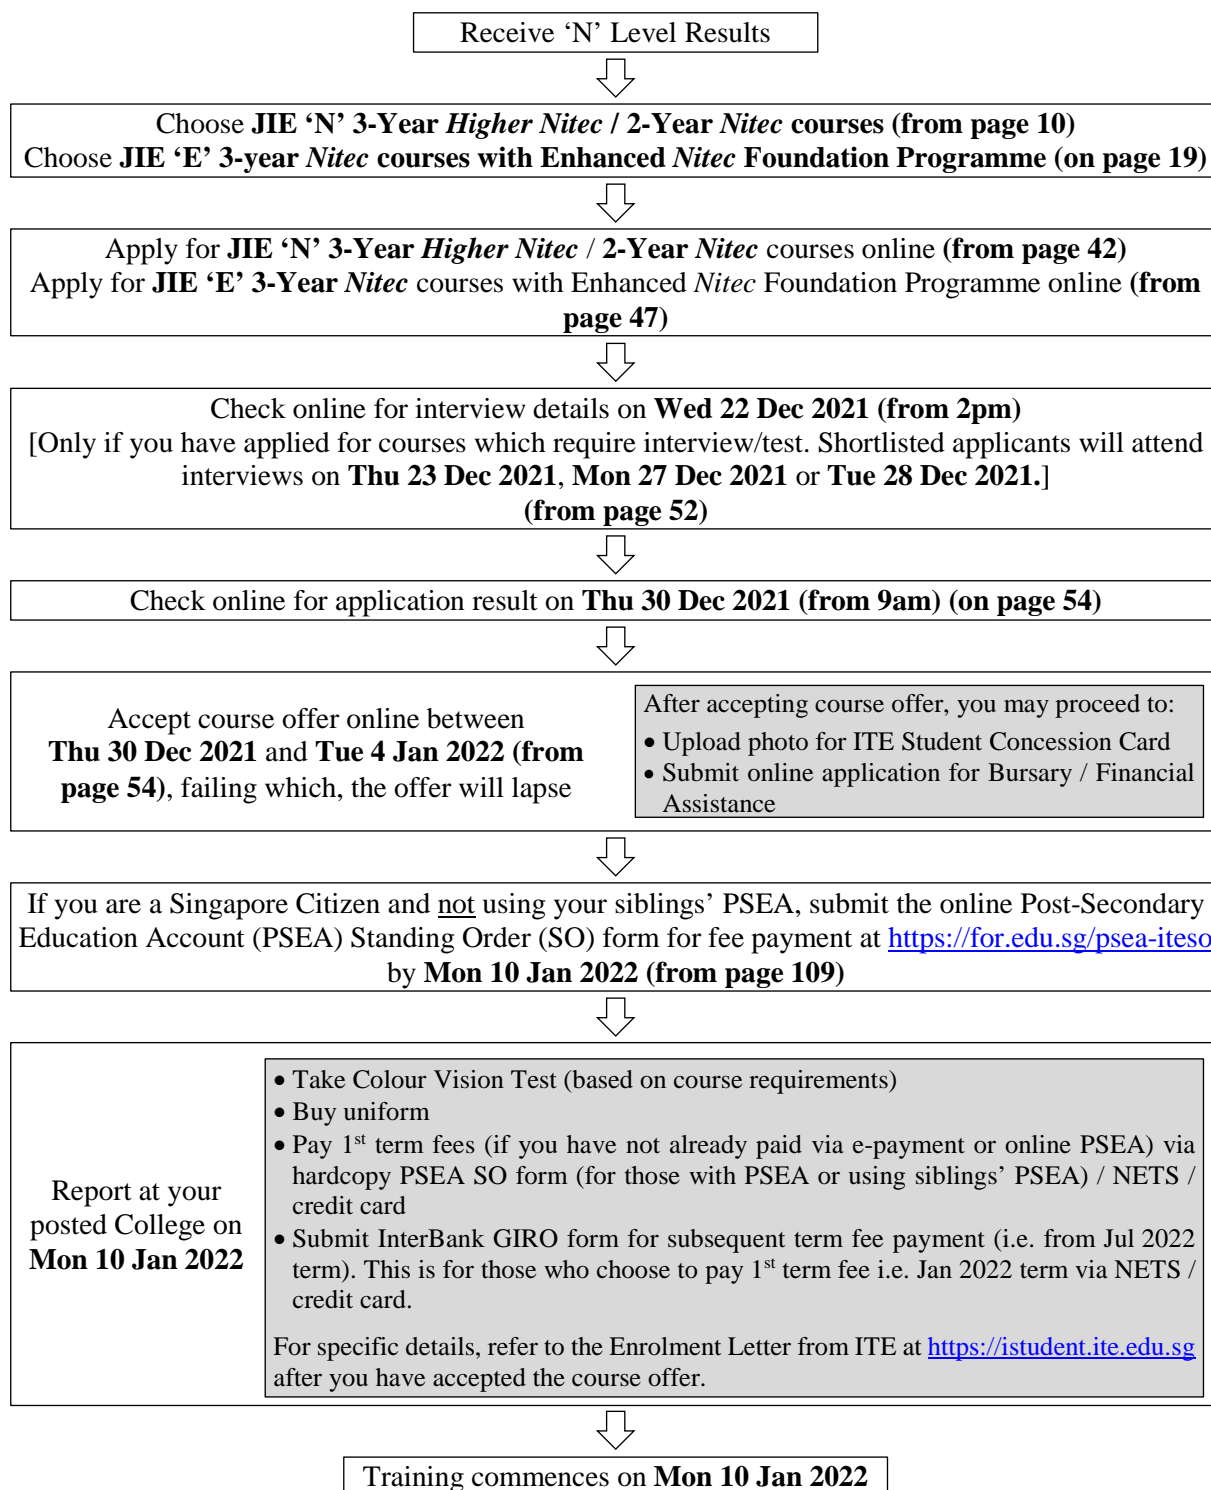 Receive ‘N’ Level Results
Choose JIE ‘N’ 3-Year Higher Nitec / 2-Year Nitec courses (from page 10)
Choose JIE ‘E’ 3-year Nitec courses with Enhanced Nitec Foundation Programme (on page 19)
Apply for JIE ‘N’ 3-Year Higher Nitec / 2-Year Nitec courses online (from page 42)
Apply for JIE ‘E’ 3-Year Nitec courses with Enhanced Nitec Foundation Programme online (from
page 47)
Check online for interview details on Wed 22 Dec 2021 (from 2pm)
[Only if you have applied for courses which require interview/test. Shortlisted applicants will attend
interviews on Thu 23 Dec 2021, Mon 27 Dec 2021 or Tue 28 Dec 2021.]
(from page 52)
Check online for application result on Thu 30 Dec 2021 (from 9am) (on page 54)
Accept course offer online between
Thu 30 Dec 2021 and Tue 4 Jan 2022 (from
page 54), failing which, the offer will lapse
After accepting course offer, you may proceed to:
• Upload photo for ITE Student Concession Card
• Submit online application for Bursary / Financial
Assistance
If you are a Singapore Citizen and not using your siblings’ PSEA, submit the online Post-Secondary
Education Account (PSEA) Standing Order (SO) form for fee payment at https://for.edu.sg/psea-iteso
by Mon 10 Jan 2022 (from page 109)
Report at your
posted College on
Mon 10 Jan 2022
• Take Colour Vision Test (based on course requirements)
• Buy uniform
• Pay 1st term fees (if you have not already paid via e-payment or online PSEA) via
hardcopy PSEA SO form (for those with PSEA or using siblings’ PSEA) / NETS /
credit card
• Submit InterBank GIRO form for subsequent term fee payment (i.e. from Jul 2022
term). This is for those who choose to pay 1st term fee i.e. Jan 2022 term via NETS /
credit card.
For specific details, refer to the Enrolment Letter from ITE at https://istudent.ite.edu.sg
after you have accepted the course offer.
Training commences on Mon 10 Jan 2022